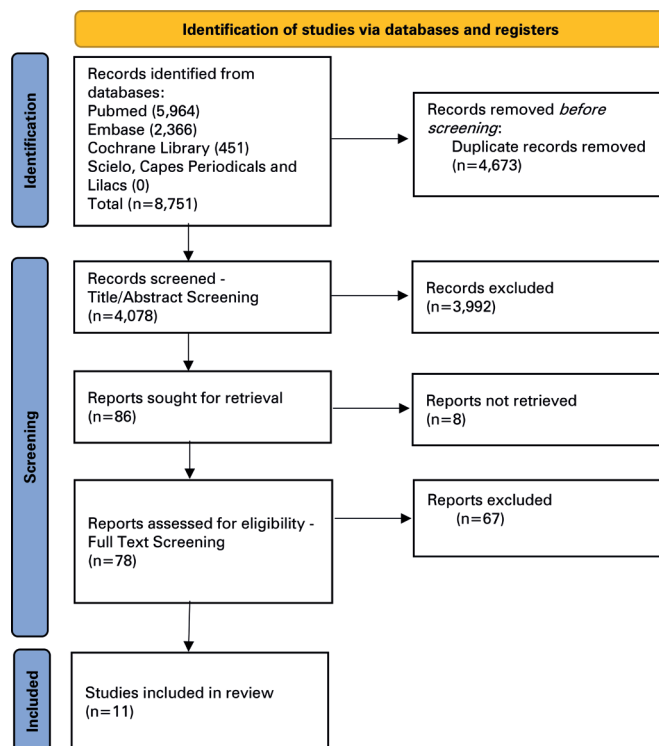 Identification of studies via databases and registers
Identification
Records identified from
databases:
Pubmed (5,964)
Embase (2,366)
Cochrane Library (451)
Scielo, Capes Periodicals and
Lilacs (0)
Total (n=8,751)
Records removed before
screening:
Duplicate records removed
(n=4,673)
Screening
Records screened -
Title/Abstract Screening
(n=4,078)
Records excluded
(n=3,992)
Reports sought for retrieval
(n=86)
Reports not retrieved
(n=8)
Reports assessed for eligibility -
Full Text Screening
(n=78)
Reports excluded
(n=67)
Included
Studies included in review
(n=11)